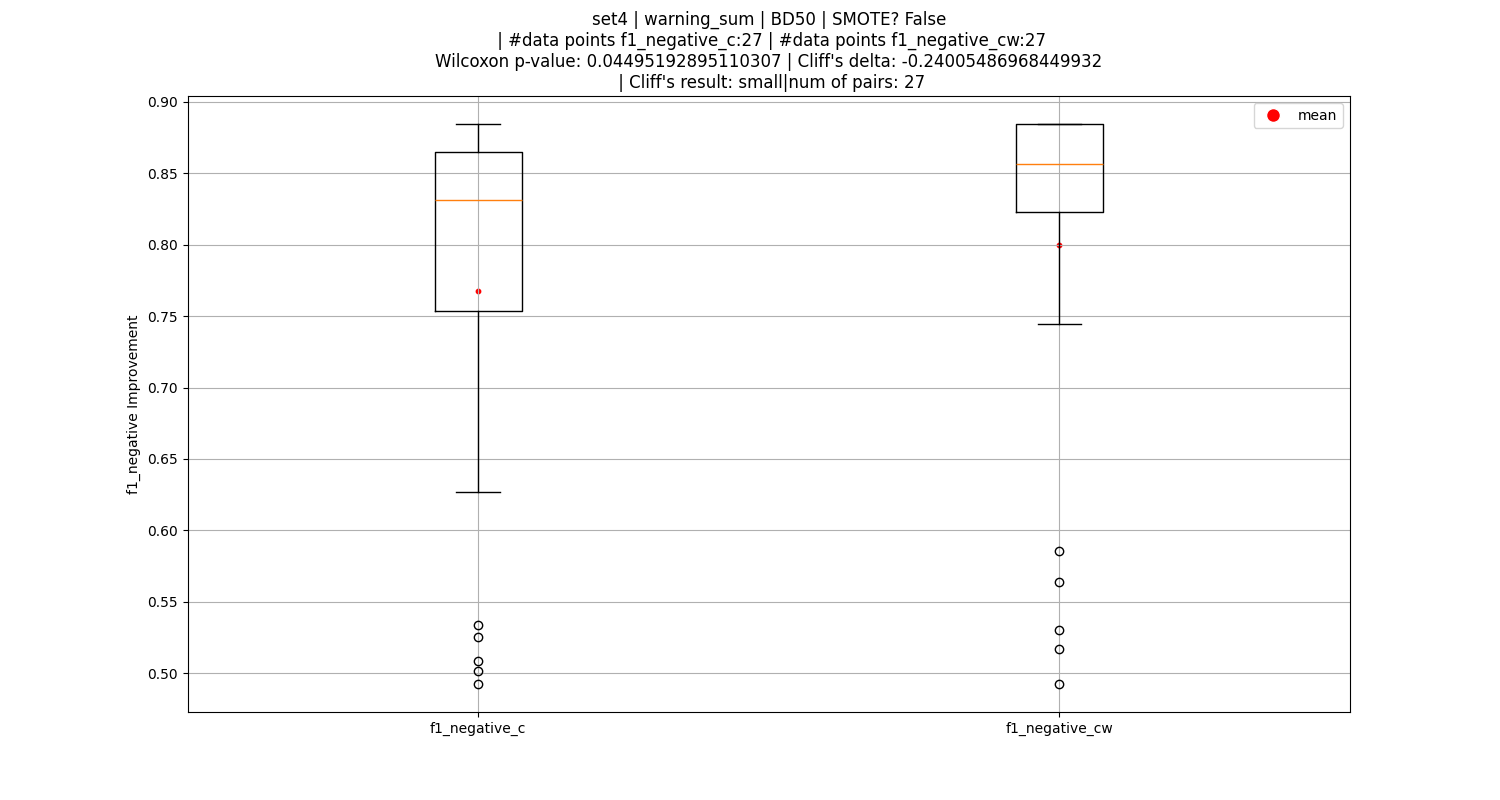 set4 | warning_sum | BD50 | SMOTE? False
| #data points f1_negative_c:27 | #data points f1_negative_cw:27
Wilcoxon p-value: 0.04495192895110307 | Cliff's delta: -0.24005486968449932
| Cliff's result: small|num of pairs: 27
mean
0.90
0.85
0.80
0.75
0.70
0.65
0.60
0.55
0.50
f1_negative Improvement
f1_negative_c
f1_negative_cw